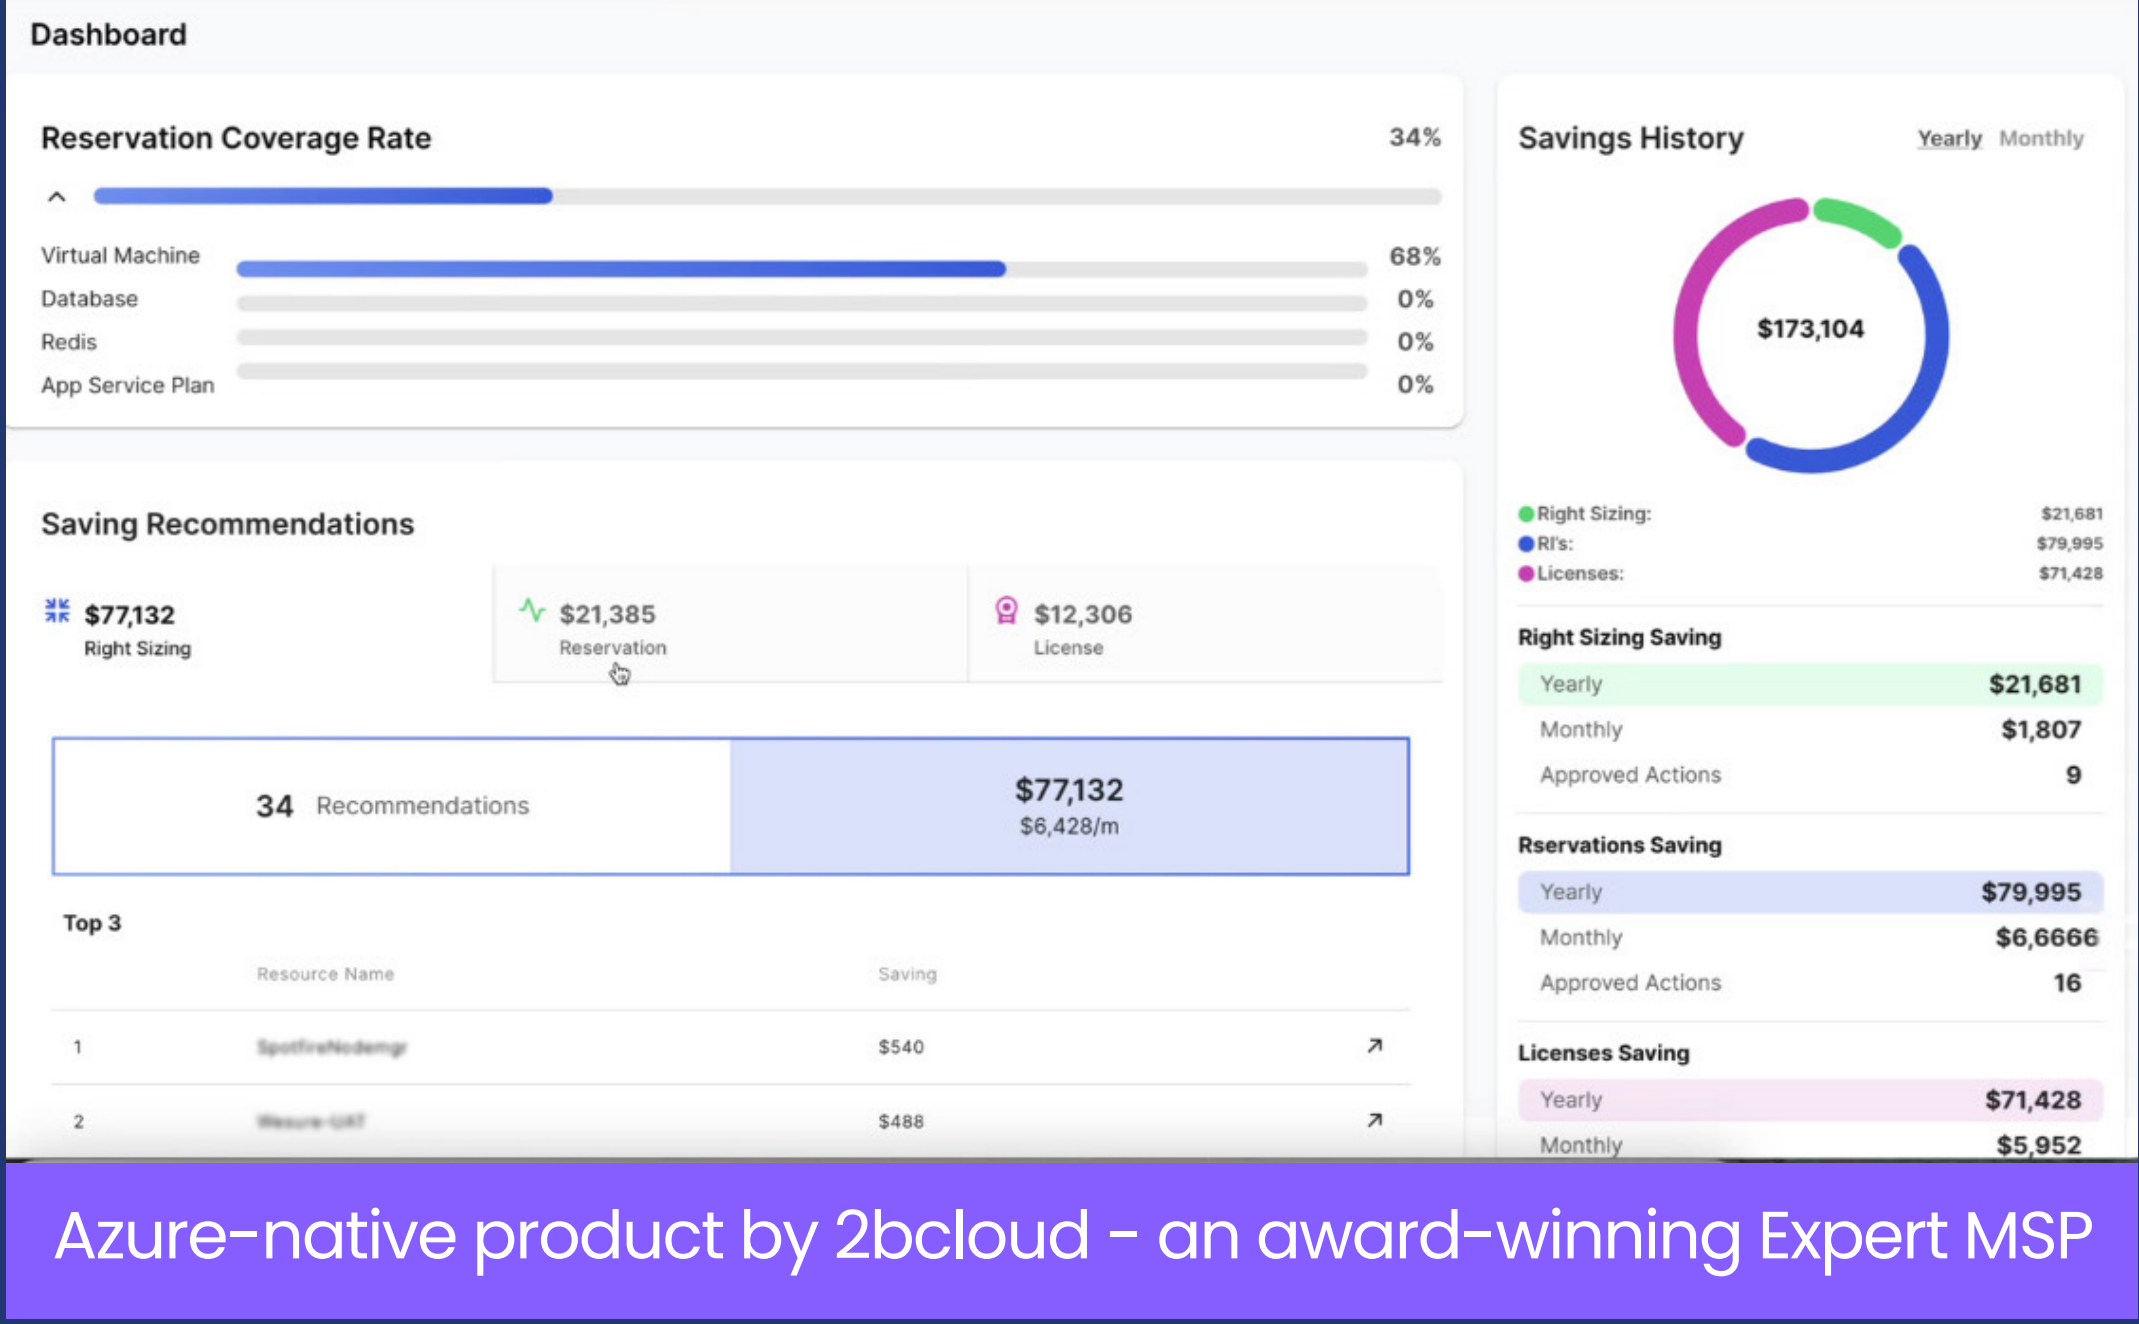 Dashboard
Reservation Coverage Rate
34%
Virtual Machine
68%
Database
0%
Redis
0%
App Service Plan
0%
Saving Recommendations
$77,132
Right Sizing
$21,385
Reservation
$12,306
License
34 Recommendations
$77,132
$6,428/m
Top 3
Resource Name Saving
1 SpotfireNodemgr $540
2 $488
Savings History
Yearly Monthly
$173,104
Right Sizing: $21,681
RI's: $79,995
Licenses: $71,428
Right Sizing Saving
Yearly $21,681
Monthly $1,807
Approved Actions 9
Rservations Saving
Yearly $79,995
Monthly $6,6666
Approved Actions 16
Licenses Saving
Yearly $71,428
Monthly $5,952
Azure-native product by 2bcloud - an award-winning Expert MSP